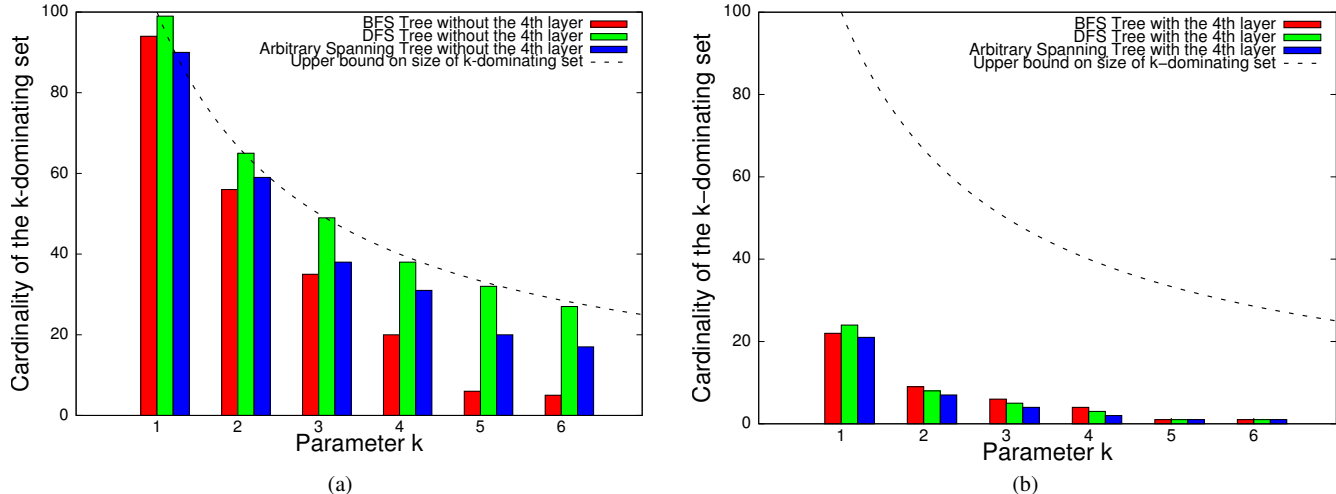 100
80
60
40
20
0
Cardinality of the k-dominating set
BFS Tree without the 4th layer
DFS Tree without the 4th layer
Arbitrary Spanning Tree without the 4th layer
Upper bound on size of k-dominating set
1 2 3 4 5 6
Parameter k
(a)
100
80
60
40
20
0
Cardinality of the k−dominating set
BFS Tree with the 4th layer
DFS Tree with the 4th layer
Arbitrary Spanning Tree with the 4th layer
Upper bound on size of k−dominating set
1 2 3 4 5 6
Parameter k
(b)